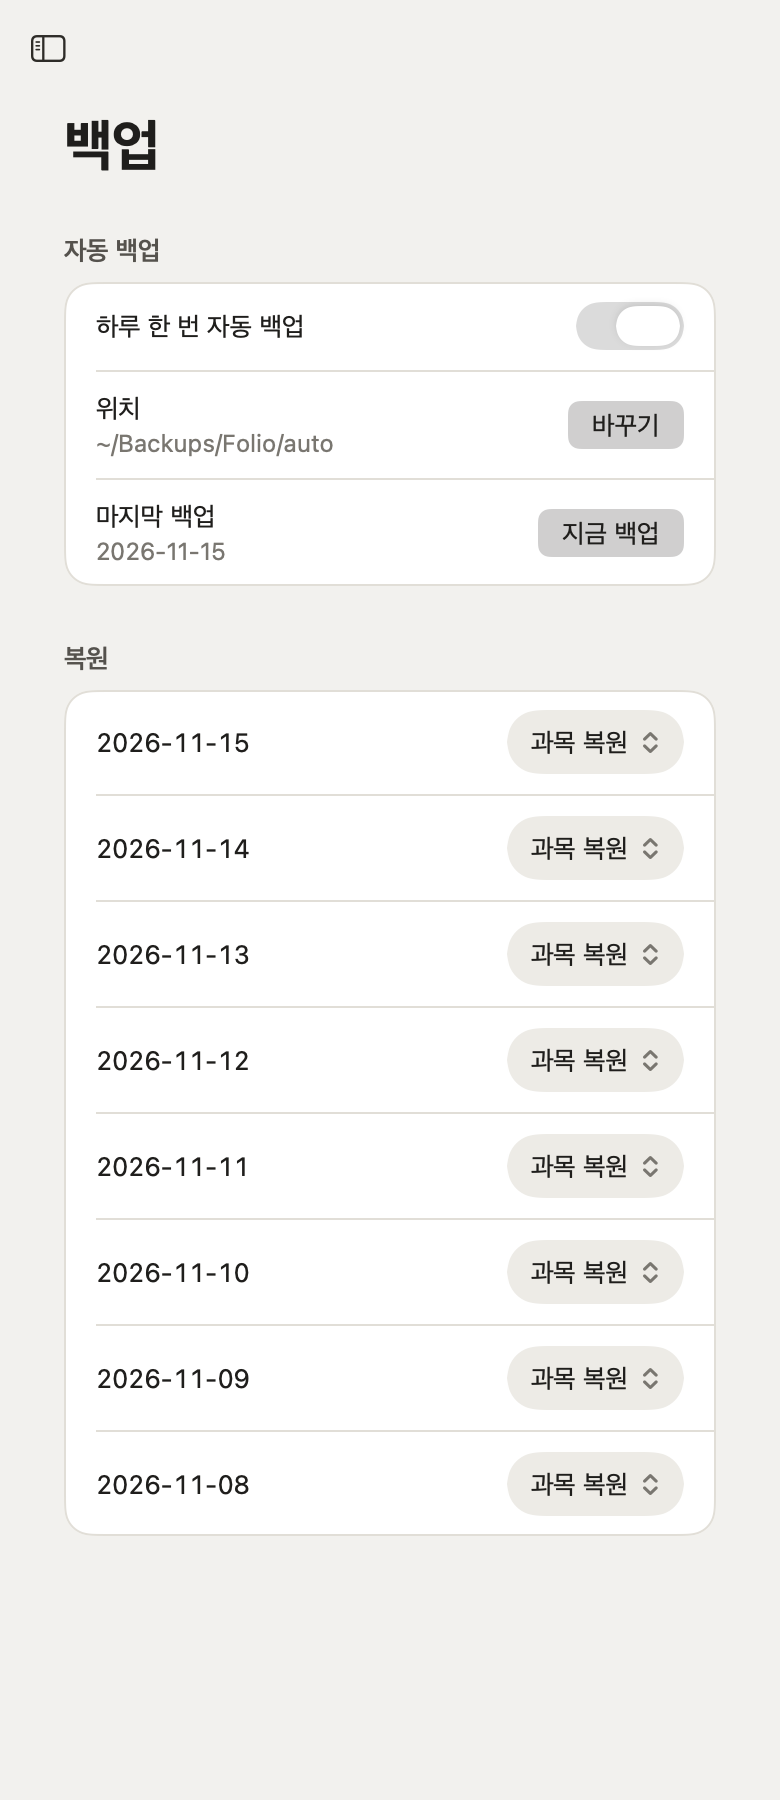 백업
자동 백업
하루 한 번 자동 백업
위치
~/Backups/Folio/auto
바꾸기
마지막 백업
2026-11-15
지금 백업
복원
2026-11-15 과목 복원
2026-11-14 과목 복원
2026-11-13 과목 복원
2026-11-12 과목 복원
2026-11-11 과목 복원
2026-11-10 과목 복원
2026-11-09 과목 복원
2026-11-08 과목 복원